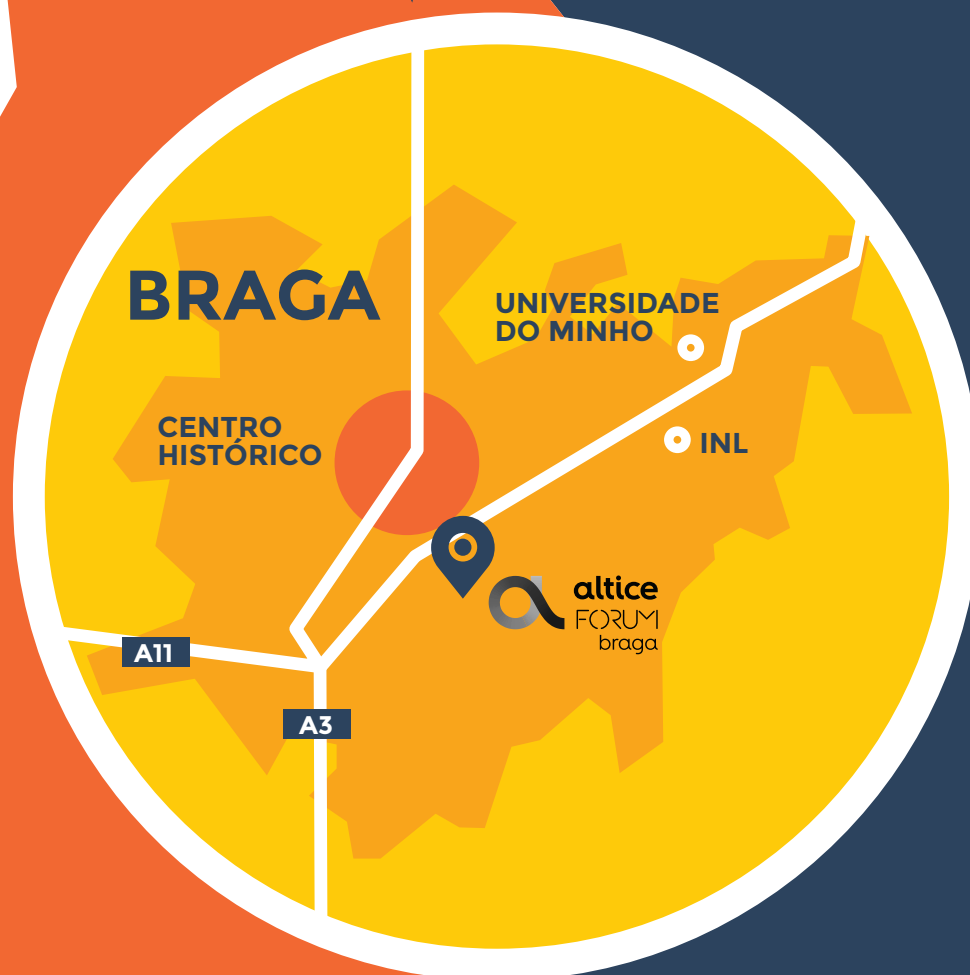 BRAGA
UNIVERSIDADE
DO MINHO
CENTRO
HISTÓRICO
INL
altice
FORUM
braga
A11
A3